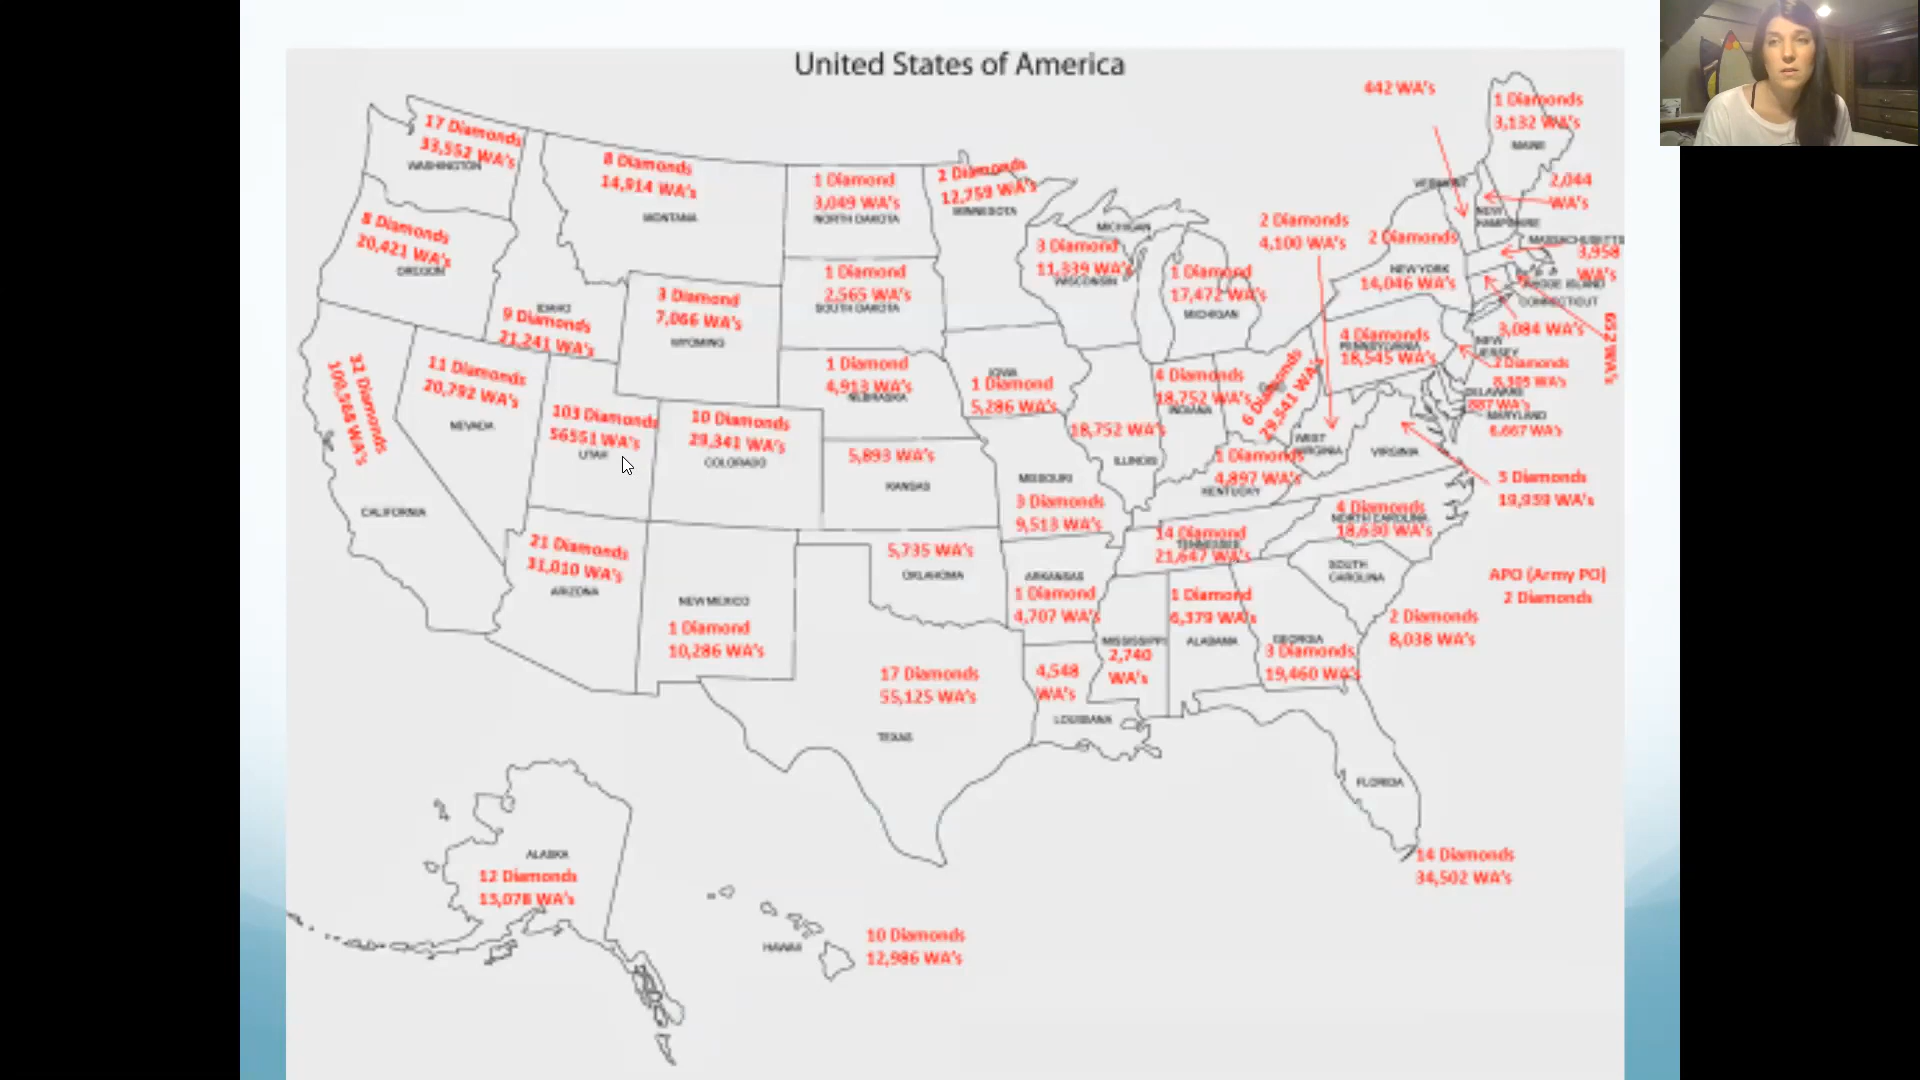 United States of America
442 WA's
1 Diamonds
3,132 WA's
MAINE
17 Diamonds
33,552 WA's
WASHINGTON
8 Diamonds
14,914 WA's
MONTANA
1 Diamond
3,049 WA's
NORTH DAKOTA
2 Diamonds
12,759 WA's
MINNESOTA
VERMONT
2,044
WA's
NEW
HAMPSHIRE
8 Diamonds
20,421 WA's
OREGON
MICHIGAN
3 Diamond
11,339 WA's
WISCONSIN
2 Diamonds
4,100 WA's
2 Diamonds
NEW YORK
14,046 WA's
MASSACHUSETTS
3,958
WA's
RHODE ISLAND
CONNECTICUT
IDAHO
9 Diamonds
21,241 WA's
3 Diamond
7,066 WA's
WYOMING
1 Diamond
2,565 WA's
SOUTH DAKOTA
1 Diamond
17,472 WA's
MICHIGAN
3,084 WA's
652 WA's
4 Diamonds
PENNSYLVANIA
18,545 WA's
NEW
JERSEY
2 Diamonds
8,305 WA's
DELAWARE
887 WA's
MARYLAND
6,667 WA's
32 Diamonds
CALIFORNIA
11 Diamonds
20,792 WA's
NEVADA
103 Diamonds
56551 WA's
UTAH
10 Diamonds
29,341 WA's
COLORADO
1 Diamond
4,913 WA's
NEBRASKA
IOWA
1 Diamond
5,286 WA's
18,752 WA's
ILLINOIS
4 Diamonds
18,752 WA's
INDIANA
6 Diamonds
29,541 WA's
WEST
VIRGINIA
VIRGINIA
5,893 WA's
KANSAS
MISSOURI
3 Diamonds
9,513 WA's
1 Diamonds
4,897 WA's
KENTUCKY
19,939 WA's
21 Diamonds
31,010 WA's
ARIZONA
NEW MEXICO
1 Diamond
10,286 WA's
5,735 WA's
OKLAHOMA
ARKANSAS
1 Diamond
4,707 WA's
14 Diamond
TENNESSEE
21,647 WA's
4 Diamonds
NORTH CAROLINA
18,630 WA's
SOUTH
CAROLINA
APO (Army PO)
2 Diamonds
2 Diamonds
8,038 WA's
17 Diamonds
55,125 WA's
TEXAS
4,548
WA's
LOUISIANA
MISSISSIPPI
2,740
WA's
1 Diamond
6,379 WA's
ALABAMA
GEORGIA
3 Diamonds
19,460 WA's
FLORIDA
14 Diamonds
34,502 WA's
ALASKA
12 Diamonds
13,078 WA's
HAWAII
10 Diamonds
12,986 WA's